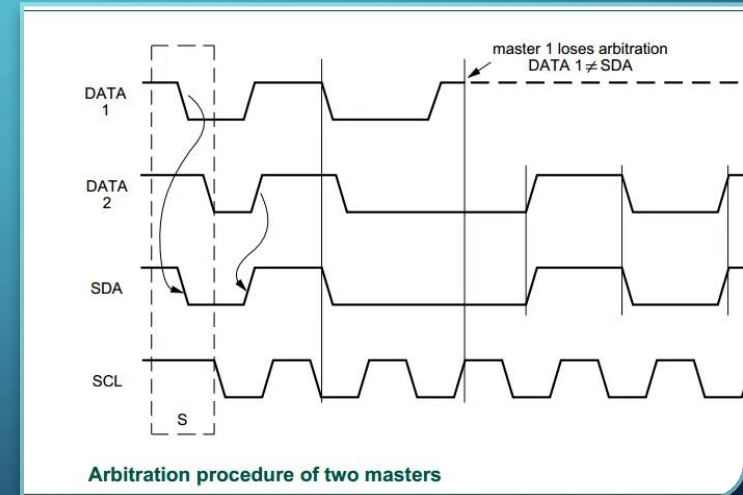 master 1 loses arbitration
DATA 1 ≠ SDA
DATA
1
DATA
2
SDA
SCL
S
Arbitration procedure of two masters